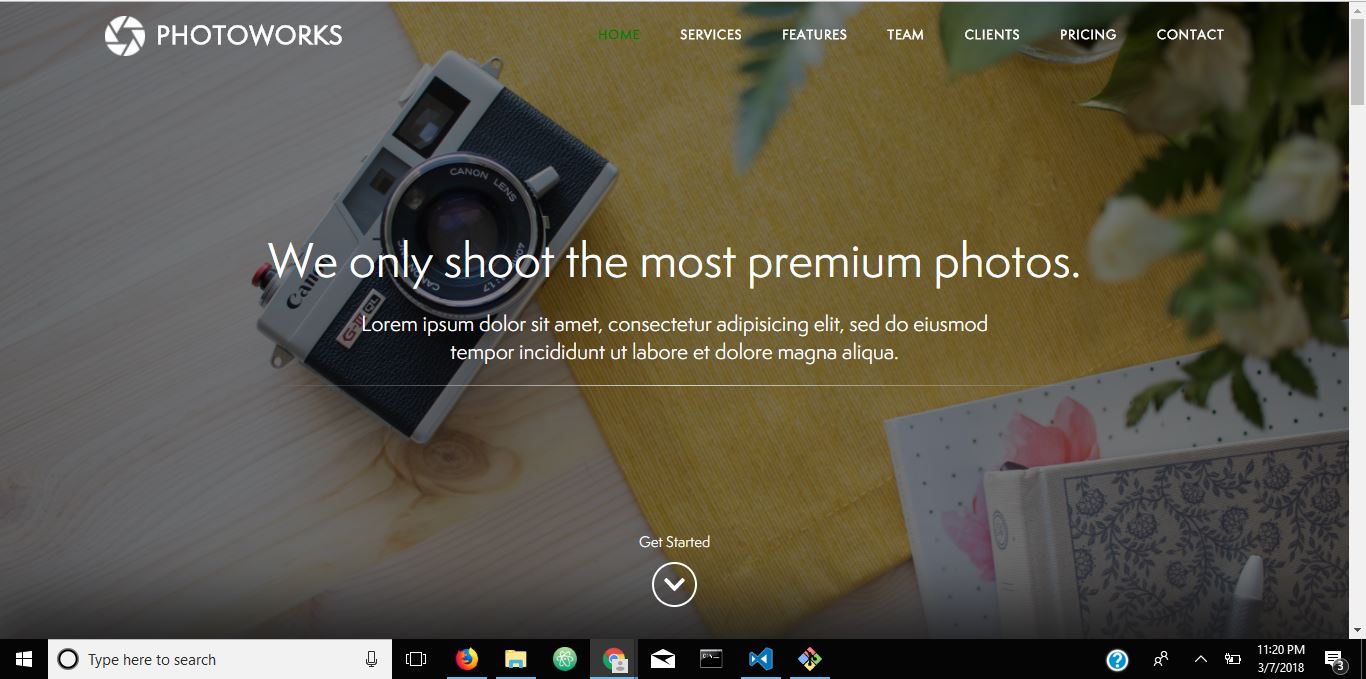 PHOTOWORKS
HOME SERVICES FEATURES TEAM CLIENTS PRICING CONTACT
CANON LENS
We only shoot the most premium photos.
Canon
G-III QL
Lorem ipsum dolor sit amet, consectetur adipisicing elit, sed do eiusmod
tempor incididunt ut labore et dolore magna aliqua.
Get Started
Type here to search
11:20 PM
3/7/2018
3